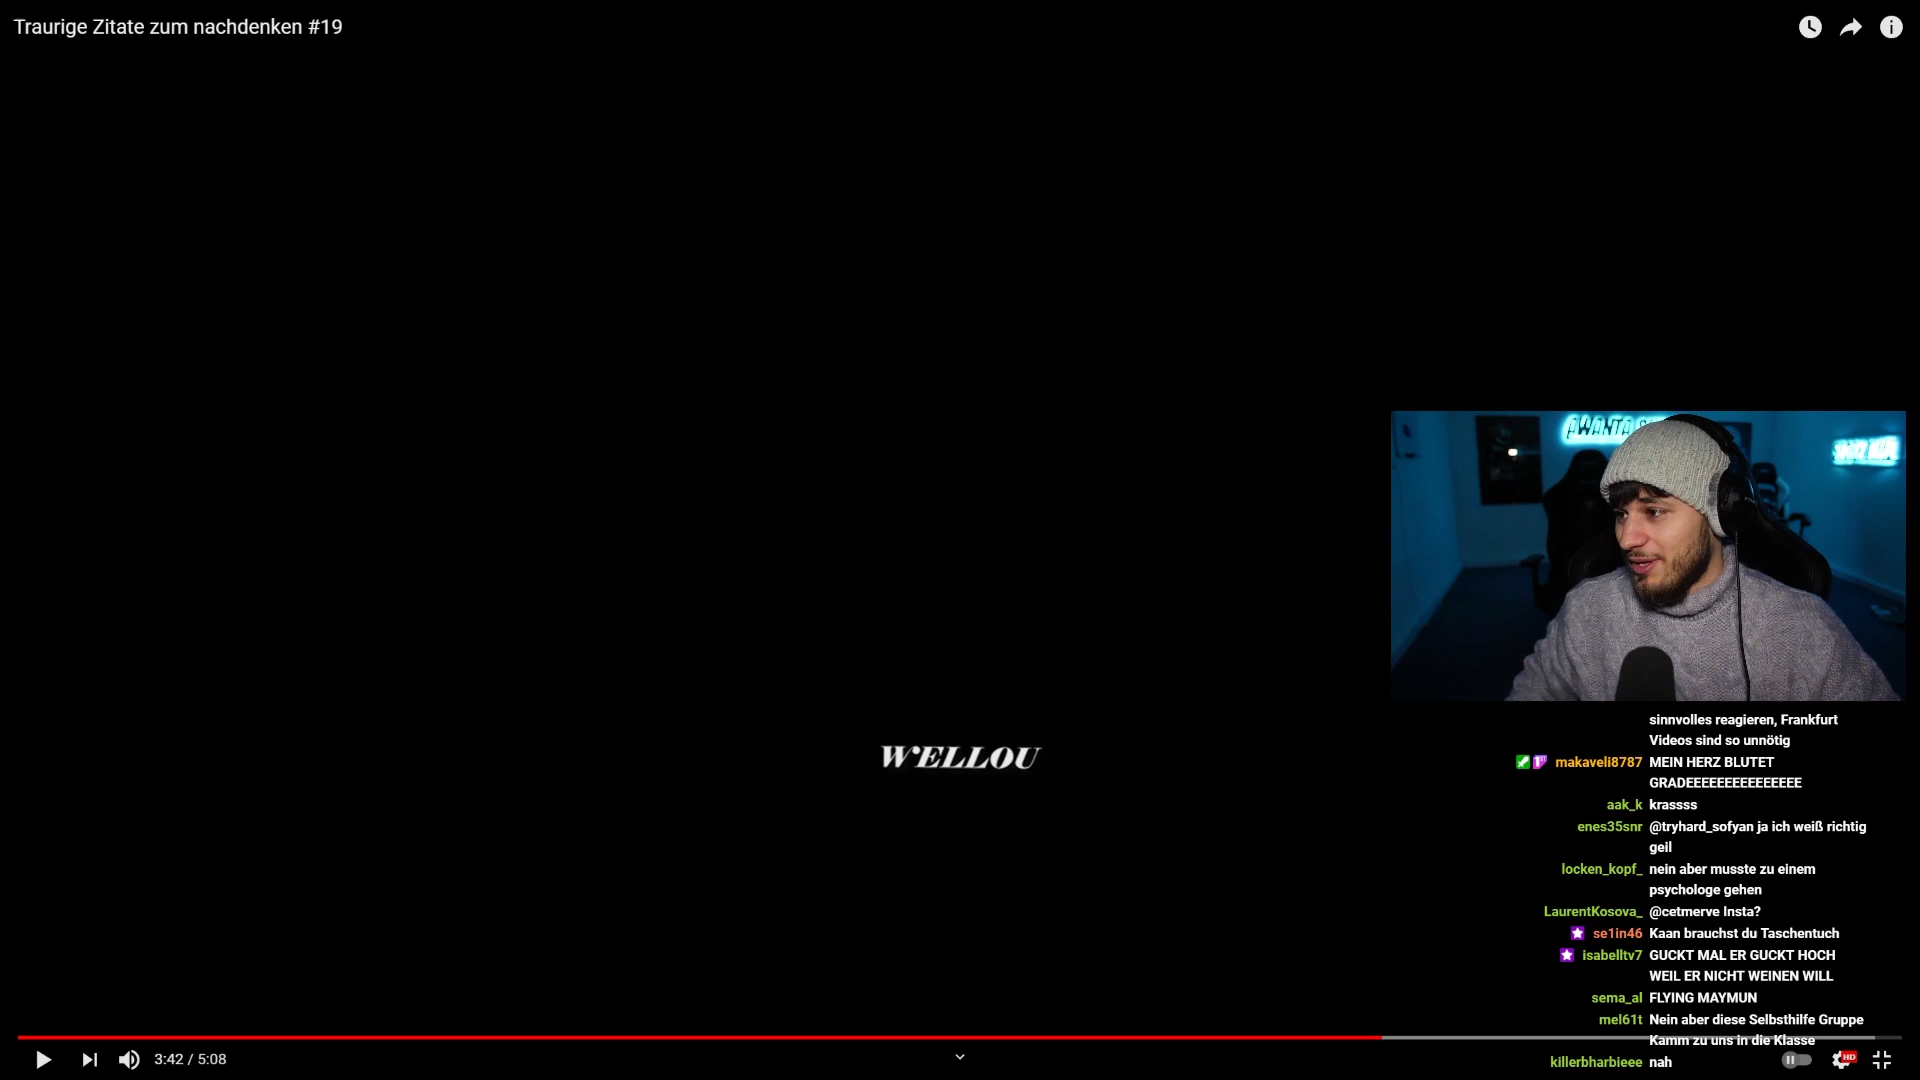 Traurige Zitate zum nachdenken #19
WELLOU
sinnvolles reagieren, Frankfurt
Videos sind so unnötig
makaveli8787 MEIN HERZ BLUTET
GRADEEEEEEEEEEEEEEE
aak_k krassss
enes35snr @tryhard_sofyan ja ich weiß richtig
geil
locken_kopf_ nein aber musste zu einem
psychologe gehen
LaurentKosova_ @cetmerve Insta?
se1in46 Kaan brauchst du Taschentuch
isabelltv7 GUCKT MAL ER GUCKT HOCH
WEIL ER NICHT WEINEN WILL
sema_al FLYING MAYMUN
mel61t Nein aber diese Selbsthilfe Gruppe
Kamm zu uns in die Klasse
killerbharbieee nah
3:42 / 5:08
HD